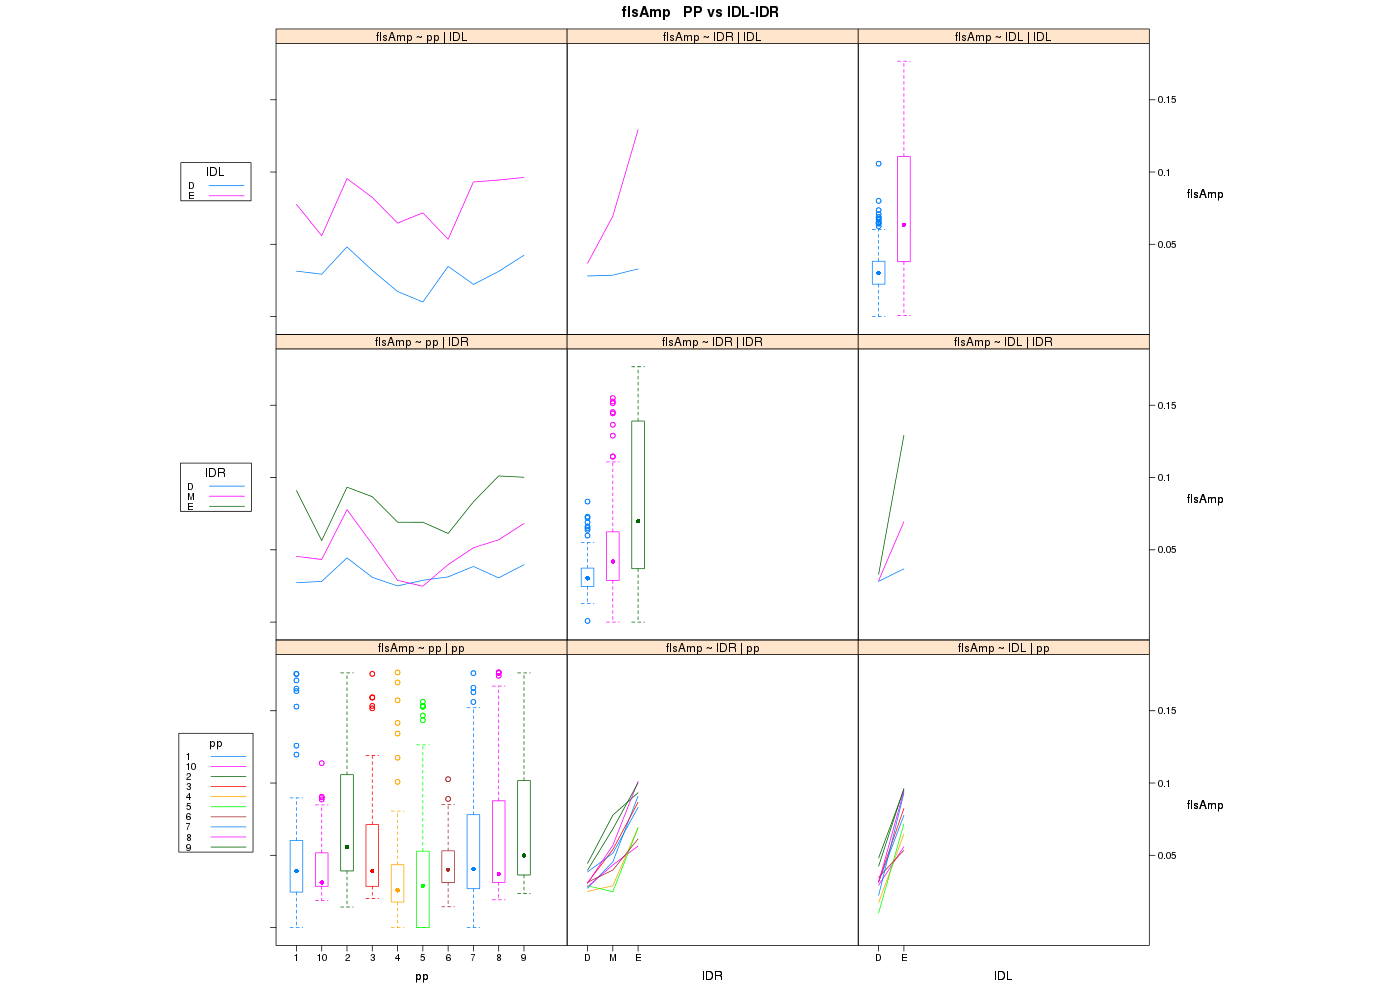 flsAmp PP vs IDL-IDR
flsAmp ~ pp | IDL
flsAmp ~ IDR | IDL
flsAmp ~ IDL | IDL
IDL
D
E
0.15
0.1
0.05
flsAmp
flsAmp ~ pp | IDR
flsAmp ~ IDR | IDR
flsAmp ~ IDL | IDR
IDR
D
M
E
0.15
0.1
0.05
flsAmp
flsAmp ~ pp | pp
flsAmp ~ IDR | pp
flsAmp ~ IDL | pp
pp
1
10
2
3
4
5
6
7
8
9
0.15
0.1
0.05
flsAmp
1 10 2 3 4 5 6 7 8 9
D M E
D E
pp
IDR
IDL